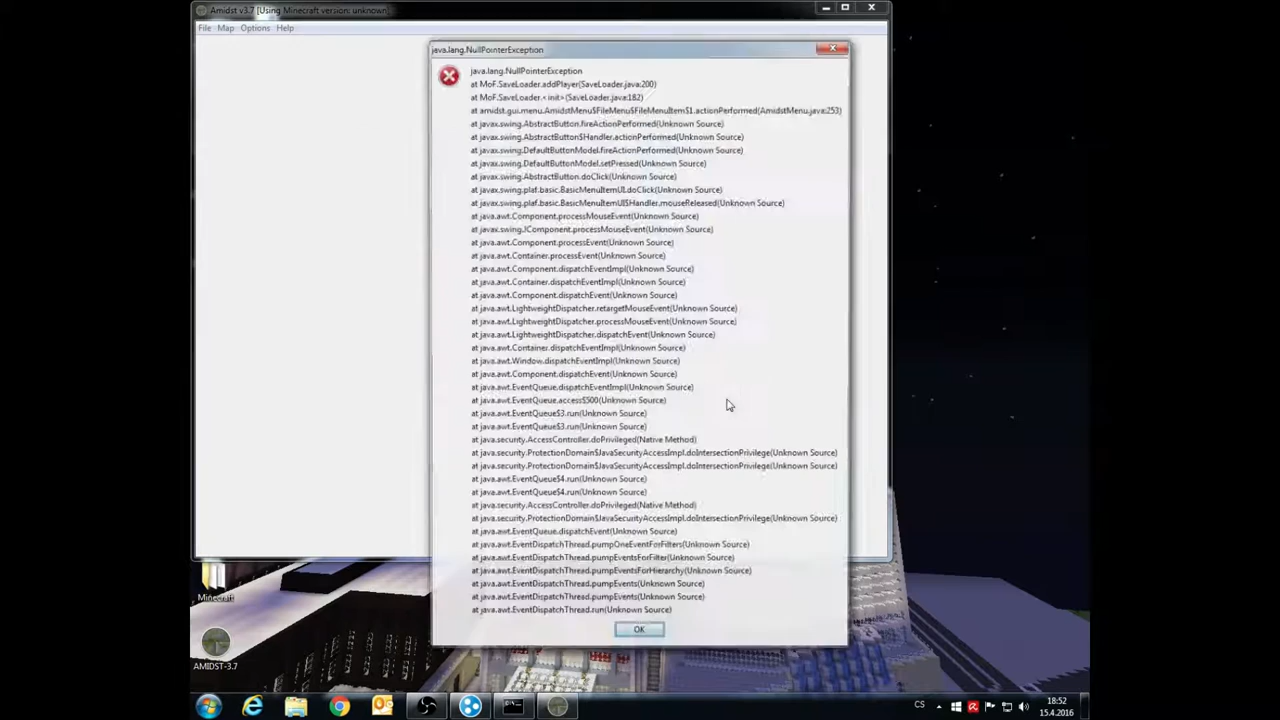 Amidst v3.7 [Using Minecraft version: unknown]
File Map Options Help
java.lang.NullPointerException
java.lang.NullPointerException
at MoF.SaveLoader.addPlayer(SaveLoader.java:200)
at MoF.SaveLoader.<init>(SaveLoader.java:182)
at amidst.gui.menu.AmidstMenu$FileMenu$FileMenuItem$1.actionPerformed(AmidstMenu.java:253)
at javax.swing.AbstractButton.fireActionPerformed(Unknown Source)
at javax.swing.AbstractButton$Handler.actionPerformed(Unknown Source)
at javax.swing.DefaultButtonModel.fireActionPerformed(Unknown Source)
at javax.swing.DefaultButtonModel.setPressed(Unknown Source)
at javax.swing.AbstractButton.doClick(Unknown Source)
at javax.swing.plaf.basic.BasicMenuItemUI.doClick(Unknown Source)
at javax.swing.plaf.basic.BasicMenuItemUI$Handler.mouseReleased(Unknown Source)
at java.awt.Component.processMouseEvent(Unknown Source)
at javax.swing.JComponent.processMouseEvent(Unknown Source)
at java.awt.Component.processEvent(Unknown Source)
at java.awt.Container.processEvent(Unknown Source)
at java.awt.Component.dispatchEventImpl(Unknown Source)
at java.awt.Container.dispatchEventImpl(Unknown Source)
at java.awt.Component.dispatchEvent(Unknown Source)
at java.awt.LightweightDispatcher.retargetMouseEvent(Unknown Source)
at java.awt.LightweightDispatcher.processMouseEvent(Unknown Source)
at java.awt.LightweightDispatcher.dispatchEvent(Unknown Source)
at java.awt.Container.dispatchEventImpl(Unknown Source)
at java.awt.Window.dispatchEventImpl(Unknown Source)
at java.awt.Component.dispatchEvent(Unknown Source)
at java.awt.EventQueue.dispatchEventImpl(Unknown Source)
at java.awt.EventQueue.access$500(Unknown Source)
at java.awt.EventQueue$3.run(Unknown Source)
at java.awt.EventQueue$3.run(Unknown Source)
at java.security.AccessController.doPrivileged(Native Method)
at java.security.ProtectionDomain$JavaSecurityAccessImpl.doIntersectionPrivilege(Unknown Source)
at java.security.ProtectionDomain$JavaSecurityAccessImpl.doIntersectionPrivilege(Unknown Source)
at java.awt.EventQueue$4.run(Unknown Source)
at java.awt.EventQueue$4.run(Unknown Source)
at java.security.AccessController.doPrivileged(Native Method)
at java.security.ProtectionDomain$JavaSecurityAccessImpl.doIntersectionPrivilege(Unknown Source)
at java.awt.EventQueue.dispatchEvent(Unknown Source)
at java.awt.EventDispatchThread.pumpOneEventForFilters(Unknown Source)
at java.awt.EventDispatchThread.pumpEventsForFilter(Unknown Source)
at java.awt.EventDispatchThread.pumpEventsForHierarchy(Unknown Source)
at java.awt.EventDispatchThread.pumpEvents(Unknown Source)
at java.awt.EventDispatchThread.pumpEvents(Unknown Source)
at java.awt.EventDispatchThread.run(Unknown Source)
OK
Minecraft
AMIDST-3.7
CS
18:52
15.4.2016